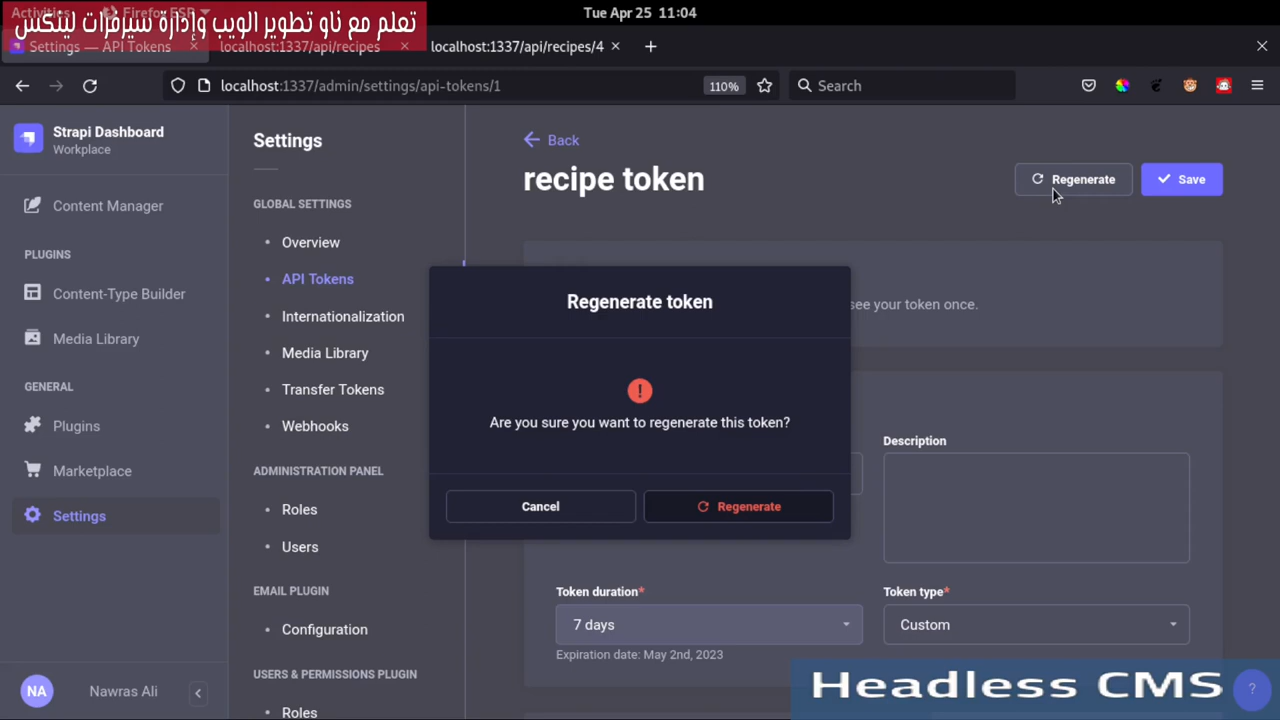 Activities
Firefox ESR
Tue Apr 25 11:04
تعلم مع ناو تطوير الويب وإدارة سيرفرات لينكس
Settings — API Tokens
localhost:1337/api/recipes
localhost:1337/api/recipes/4
localhost:1337/admin/settings/api-tokens/1
110%
Search
Strapi Dashboard
Workplace
Content Manager
PLUGINS
Content-Type Builder
Media Library
GENERAL
Plugins
Marketplace
Settings
NA
Nawras Ali
Settings
GLOBAL SETTINGS
Overview
API Tokens
Internationalization
Media Library
Transfer Tokens
Webhooks
ADMINISTRATION PANEL
Roles
Users
EMAIL PLUGIN
Configuration
USERS & PERMISSIONS PLUGIN
Roles
Back
recipe token
Regenerate
Save
see your token once.
Regenerate token
Are you sure you want to regenerate this token?
Cancel
Regenerate
Description
Token duration*
7 days
Expiration date: May 2nd, 2023
Token type*
Custom
Headless CMS
?